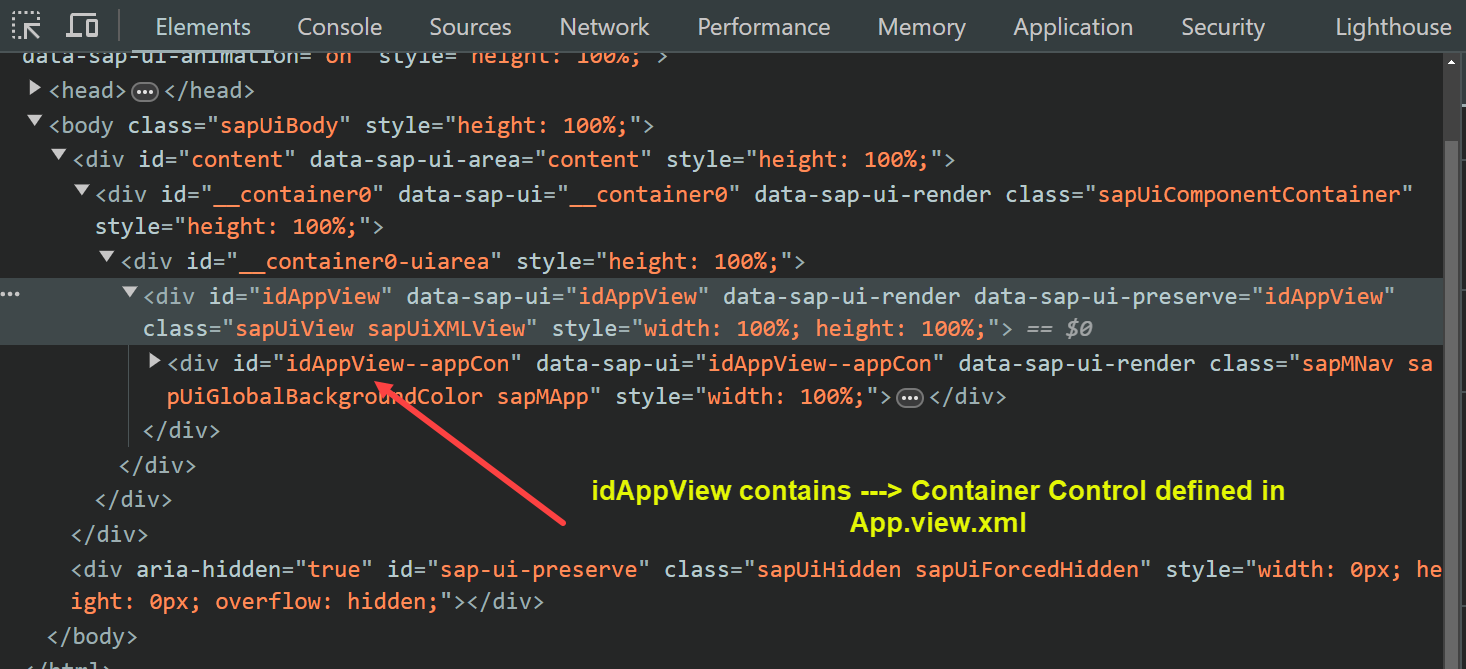 Elements Console Sources Network Performance Memory Application Security Lighthouse
data-sap-ui-animation="on" style="height: 100%;">
<head> ••• </head>
<body class="sapUiBody" style="height: 100%;">
<div id="content" data-sap-ui-area="content" style="height: 100%;">
<div id="__container0" data-sap-ui="__container0" data-sap-ui-render class="sapUiComponentContainer"
style="height: 100%;">
<div id="__container0-uiarea" style="height: 100%;">
<div id="idAppView" data-sap-ui="idAppView" data-sap-ui-render data-sap-ui-preserve="idAppView"
class="sapUiView sapUiXMLView" style="width: 100%; height: 100%;"> == $0
<div id="idAppView--appCon" data-sap-ui="idAppView--appCon" data-sap-ui-render class="sapMNav sa
pUiGlobalBackgroundColor sapMApp" style="width: 100%;"> ••• </div>
</div>
</div>
</div>
idAppView contains ---> Container Control defined in
App.view.xml
</div>
<div aria-hidden="true" id="sap-ui-preserve" class="sapUiHidden sapUiForcedHidden" style="width: 0px; he
ight: 0px; overflow: hidden;"></div>
</body>
</html>